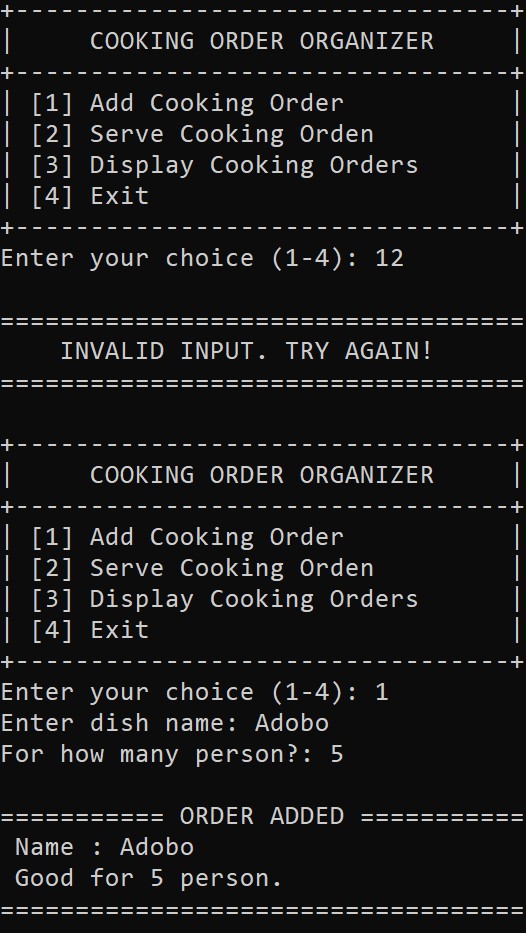 +---------------------------------+
|     COOKING ORDER ORGANIZER     |
+---------------------------------+
| [1] Add Cooking Order           |
| [2] Serve Cooking Orden         |
| [3] Display Cooking Orders      |
| [4] Exit                        |
+---------------------------------+
Enter your choice (1-4): 12

===================================
    INVALID INPUT. TRY AGAIN!
===================================

+---------------------------------+
|     COOKING ORDER ORGANIZER     |
+---------------------------------+
| [1] Add Cooking Order           |
| [2] Serve Cooking Orden         |
| [3] Display Cooking Orders      |
| [4] Exit                        |
+---------------------------------+
Enter your choice (1-4): 1
Enter dish name: Adobo
For how many person?: 5

=========== ORDER ADDED ===========
 Name : Adobo
 Good for 5 person.
===================================